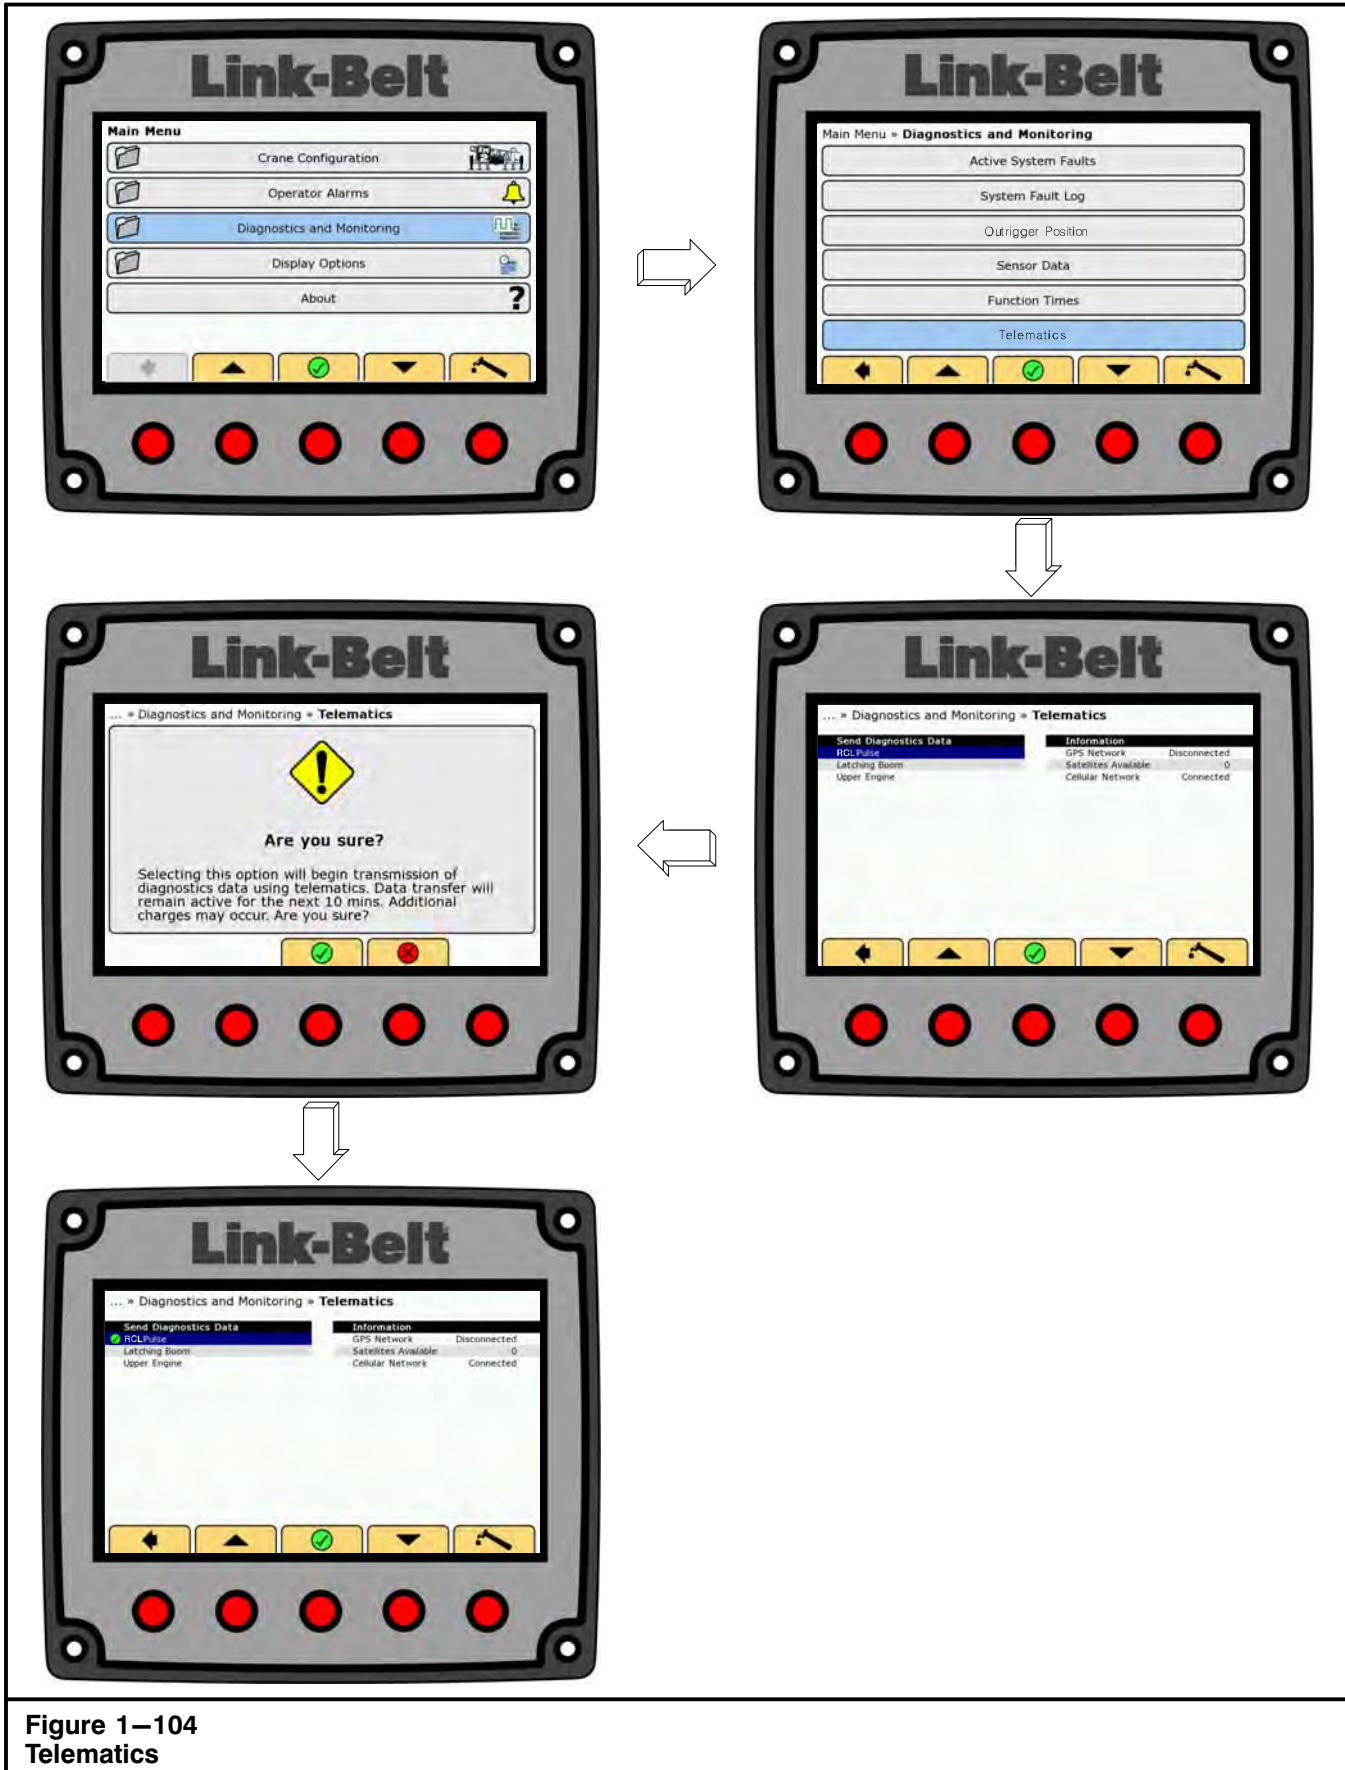 Link-Belt
Main Menu
Crane Configuration
Operator Alarms
Diagnostics and Monitoring
Display Options
About
?
Link-Belt
Main Menu » Diagnostics and Monitoring
Active System Faults
System Fault Log
Outrigger Position
Sensor Data
Function Times
Telematics
Link-Belt
... » Diagnostics and Monitoring » Telematics
Send Diagnostics Data
RCL Pulse
Latching Boom
Upper Engine
Information
GPS Network Disconnected
Satellites Available 0
Cellular Network Connected
Link-Belt
... » Diagnostics and Monitoring » Telematics
!
Are you sure?
Selecting this option will begin transmission of
diagnostics data using telematics. Data transfer will
remain active for the next 10 mins. Additional
charges may occur. Are you sure?
Link-Belt
... » Diagnostics and Monitoring » Telematics
Send Diagnostics Data
RCL Pulse
Latching Boom
Upper Engine
Information
GPS Network Disconnected
Satellites Available 0
Cellular Network Connected
Figure 1–104
Telematics